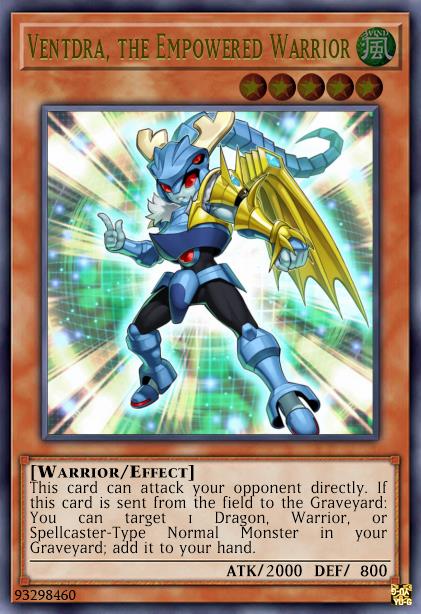 Ventdra, the Empowered Warrior
WIND
風
[Warrior/Effect]
This card can attack your opponent directly. If
this card is sent from the field to the Graveyard:
You can target 1 Dragon, Warrior, or
Spellcaster-Type Normal Monster in your
Graveyard; add it to your hand.
ATK/2000 DEF/ 800
93298460